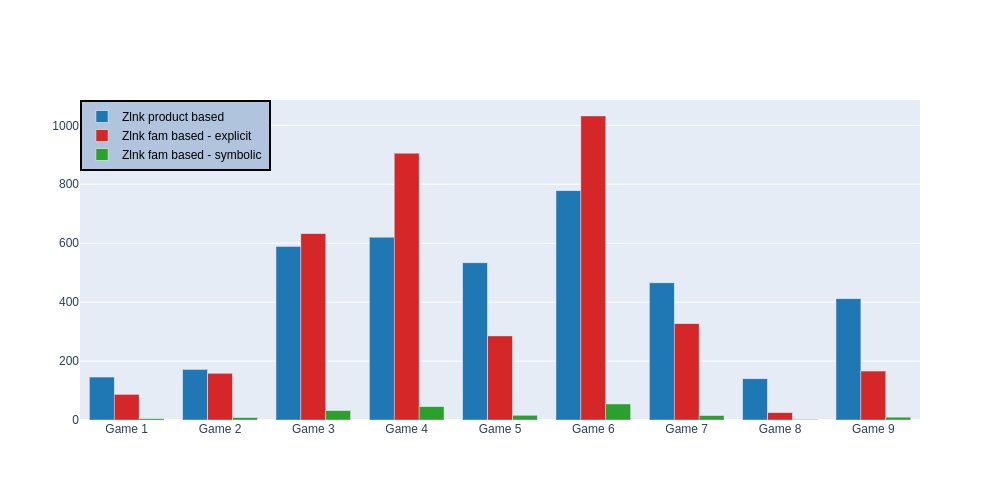 Zlnk product based
Zlnk fam based - explicit
Zlnk fam based - symbolic
1000
800
600
400
200
0
Game 1 Game 2 Game 3 Game 4 Game 5 Game 6 Game 7 Game 8 Game 9